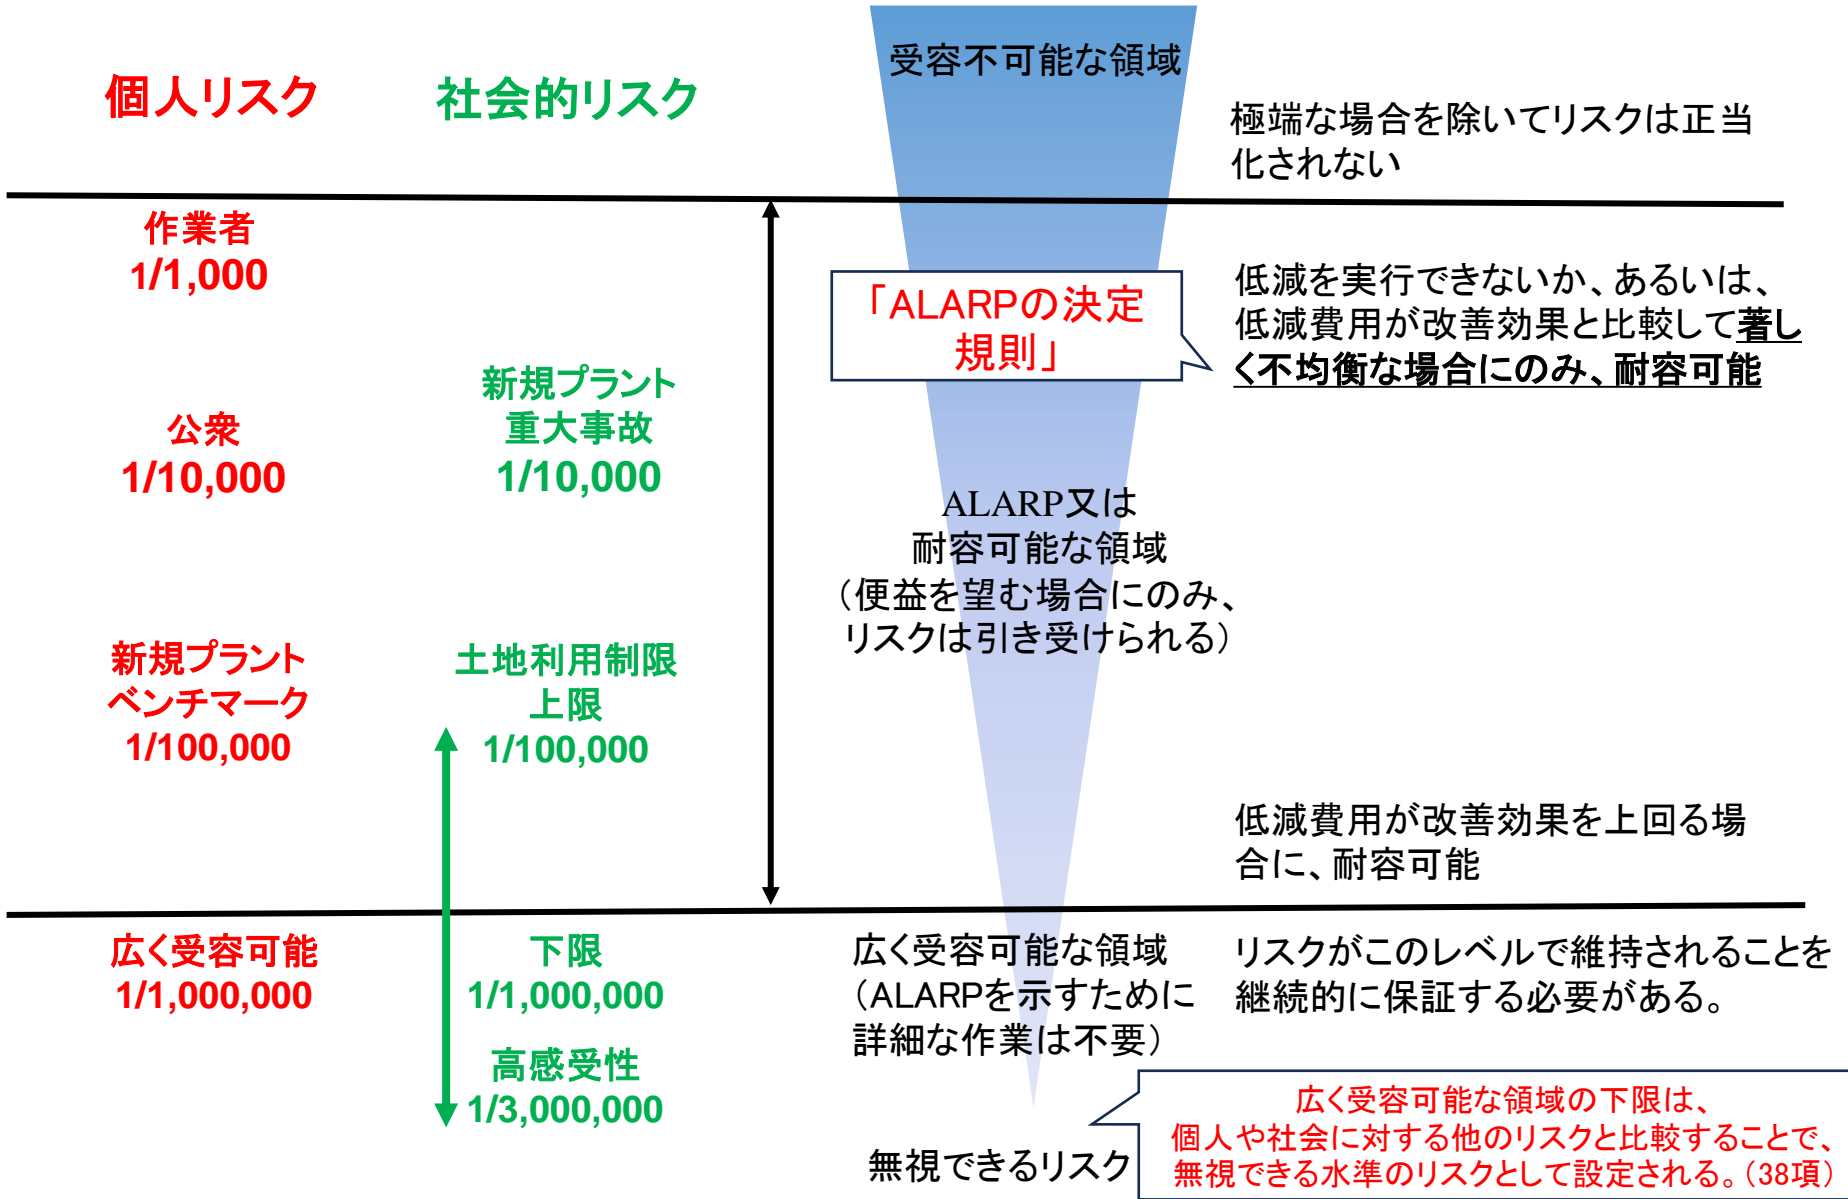 個人リスク
社会的リスク
受容不可能な領域
極端な場合を除いてリスクは正当
化されない
作業者
1/1,000
公衆
1/10,000
新規プラント
重大事故
1/10,000
「ALARPの決定
規則」
低減を実行できないか、あるいは、
低減費用が改善効果と比較して著し
く不均衡な場合にのみ、耐容可能
ALARP又は
耐容可能な領域
（便益を望む場合にのみ、
リスクは引き受けられる）
新規プラント
ベンチマーク
1/100,000
土地利用制限
上限
1/100,000
低減費用が改善効果を上回る場
合に、耐容可能
広く受容可能
1/1,000,000
下限
1/1,000,000
高感受性
1/3,000,000
広く受容可能な領域
（ALARPを示すために
詳細な作業は不要）
リスクがこのレベルで維持されることを
継続的に保証する必要がある。
無視できるリスク
広く受容可能な領域の下限は、
個人や社会に対する他のリスクと比較することで、
無視できる水準のリスクとして設定される。（38項）